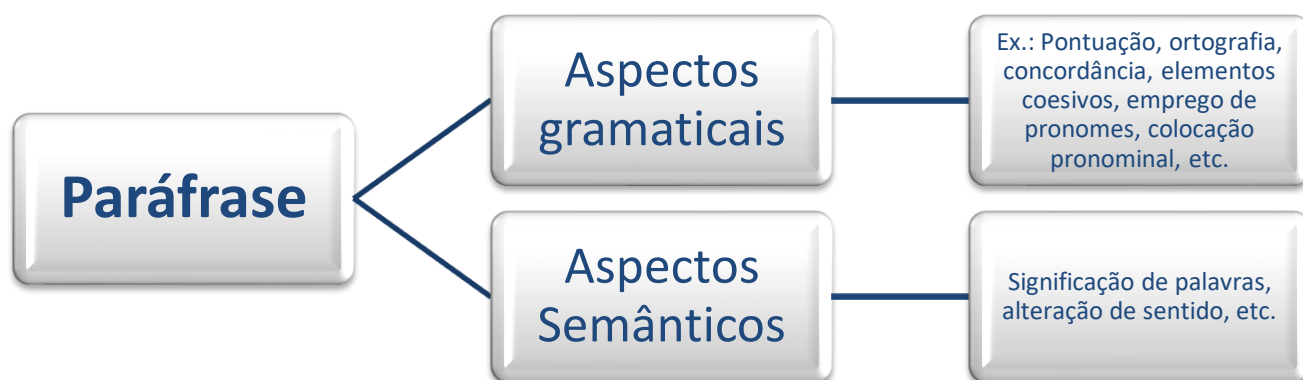 Paráfrase
Aspectos
gramaticais
Ex.: Pontuação, ortografia,
concordância, elementos
coesivos, emprego de
pronomes, colocação
pronominal, etc.
Aspectos
Semânticos
Significação de palavras,
alteração de sentido, etc.